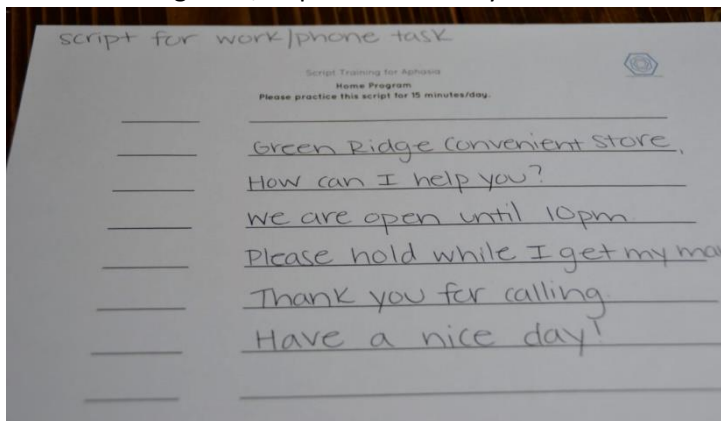 script for work/phone task
Script Training for Aphasia
Home Program
Please practice this script for 15 minutes/day.
Green Ridge Convenient Store.
How can I help you?
We are open until 10pm
Please hold while I get my
Thank you for calling.
Have a nice day!